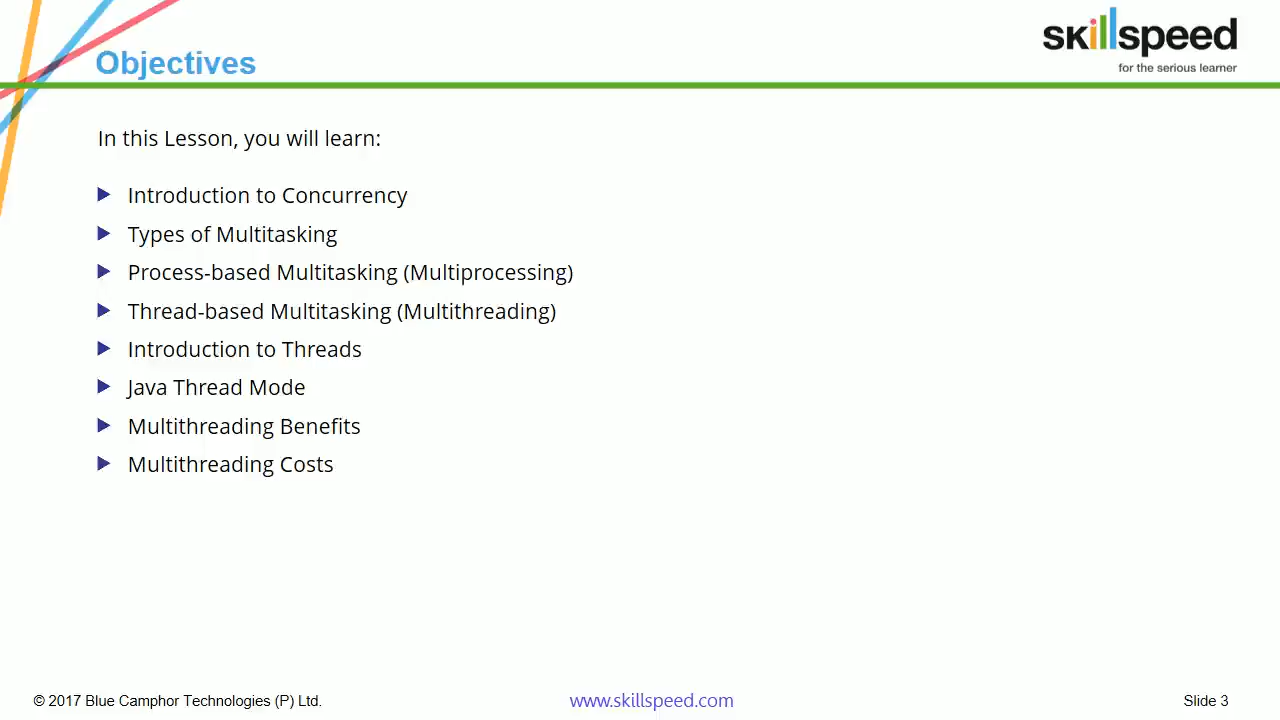 Objectives
skillspeed
for the serious learner
In this Lesson, you will learn:
Introduction to Concurrency
Types of Multitasking
Process-based Multitasking (Multiprocessing)
Thread-based Multitasking (Multithreading)
Introduction to Threads
Java Thread Mode
Multithreading Benefits
Multithreading Costs
© 2017 Blue Camphor Technologies (P) Ltd.
www.skillspeed.com
Slide 3